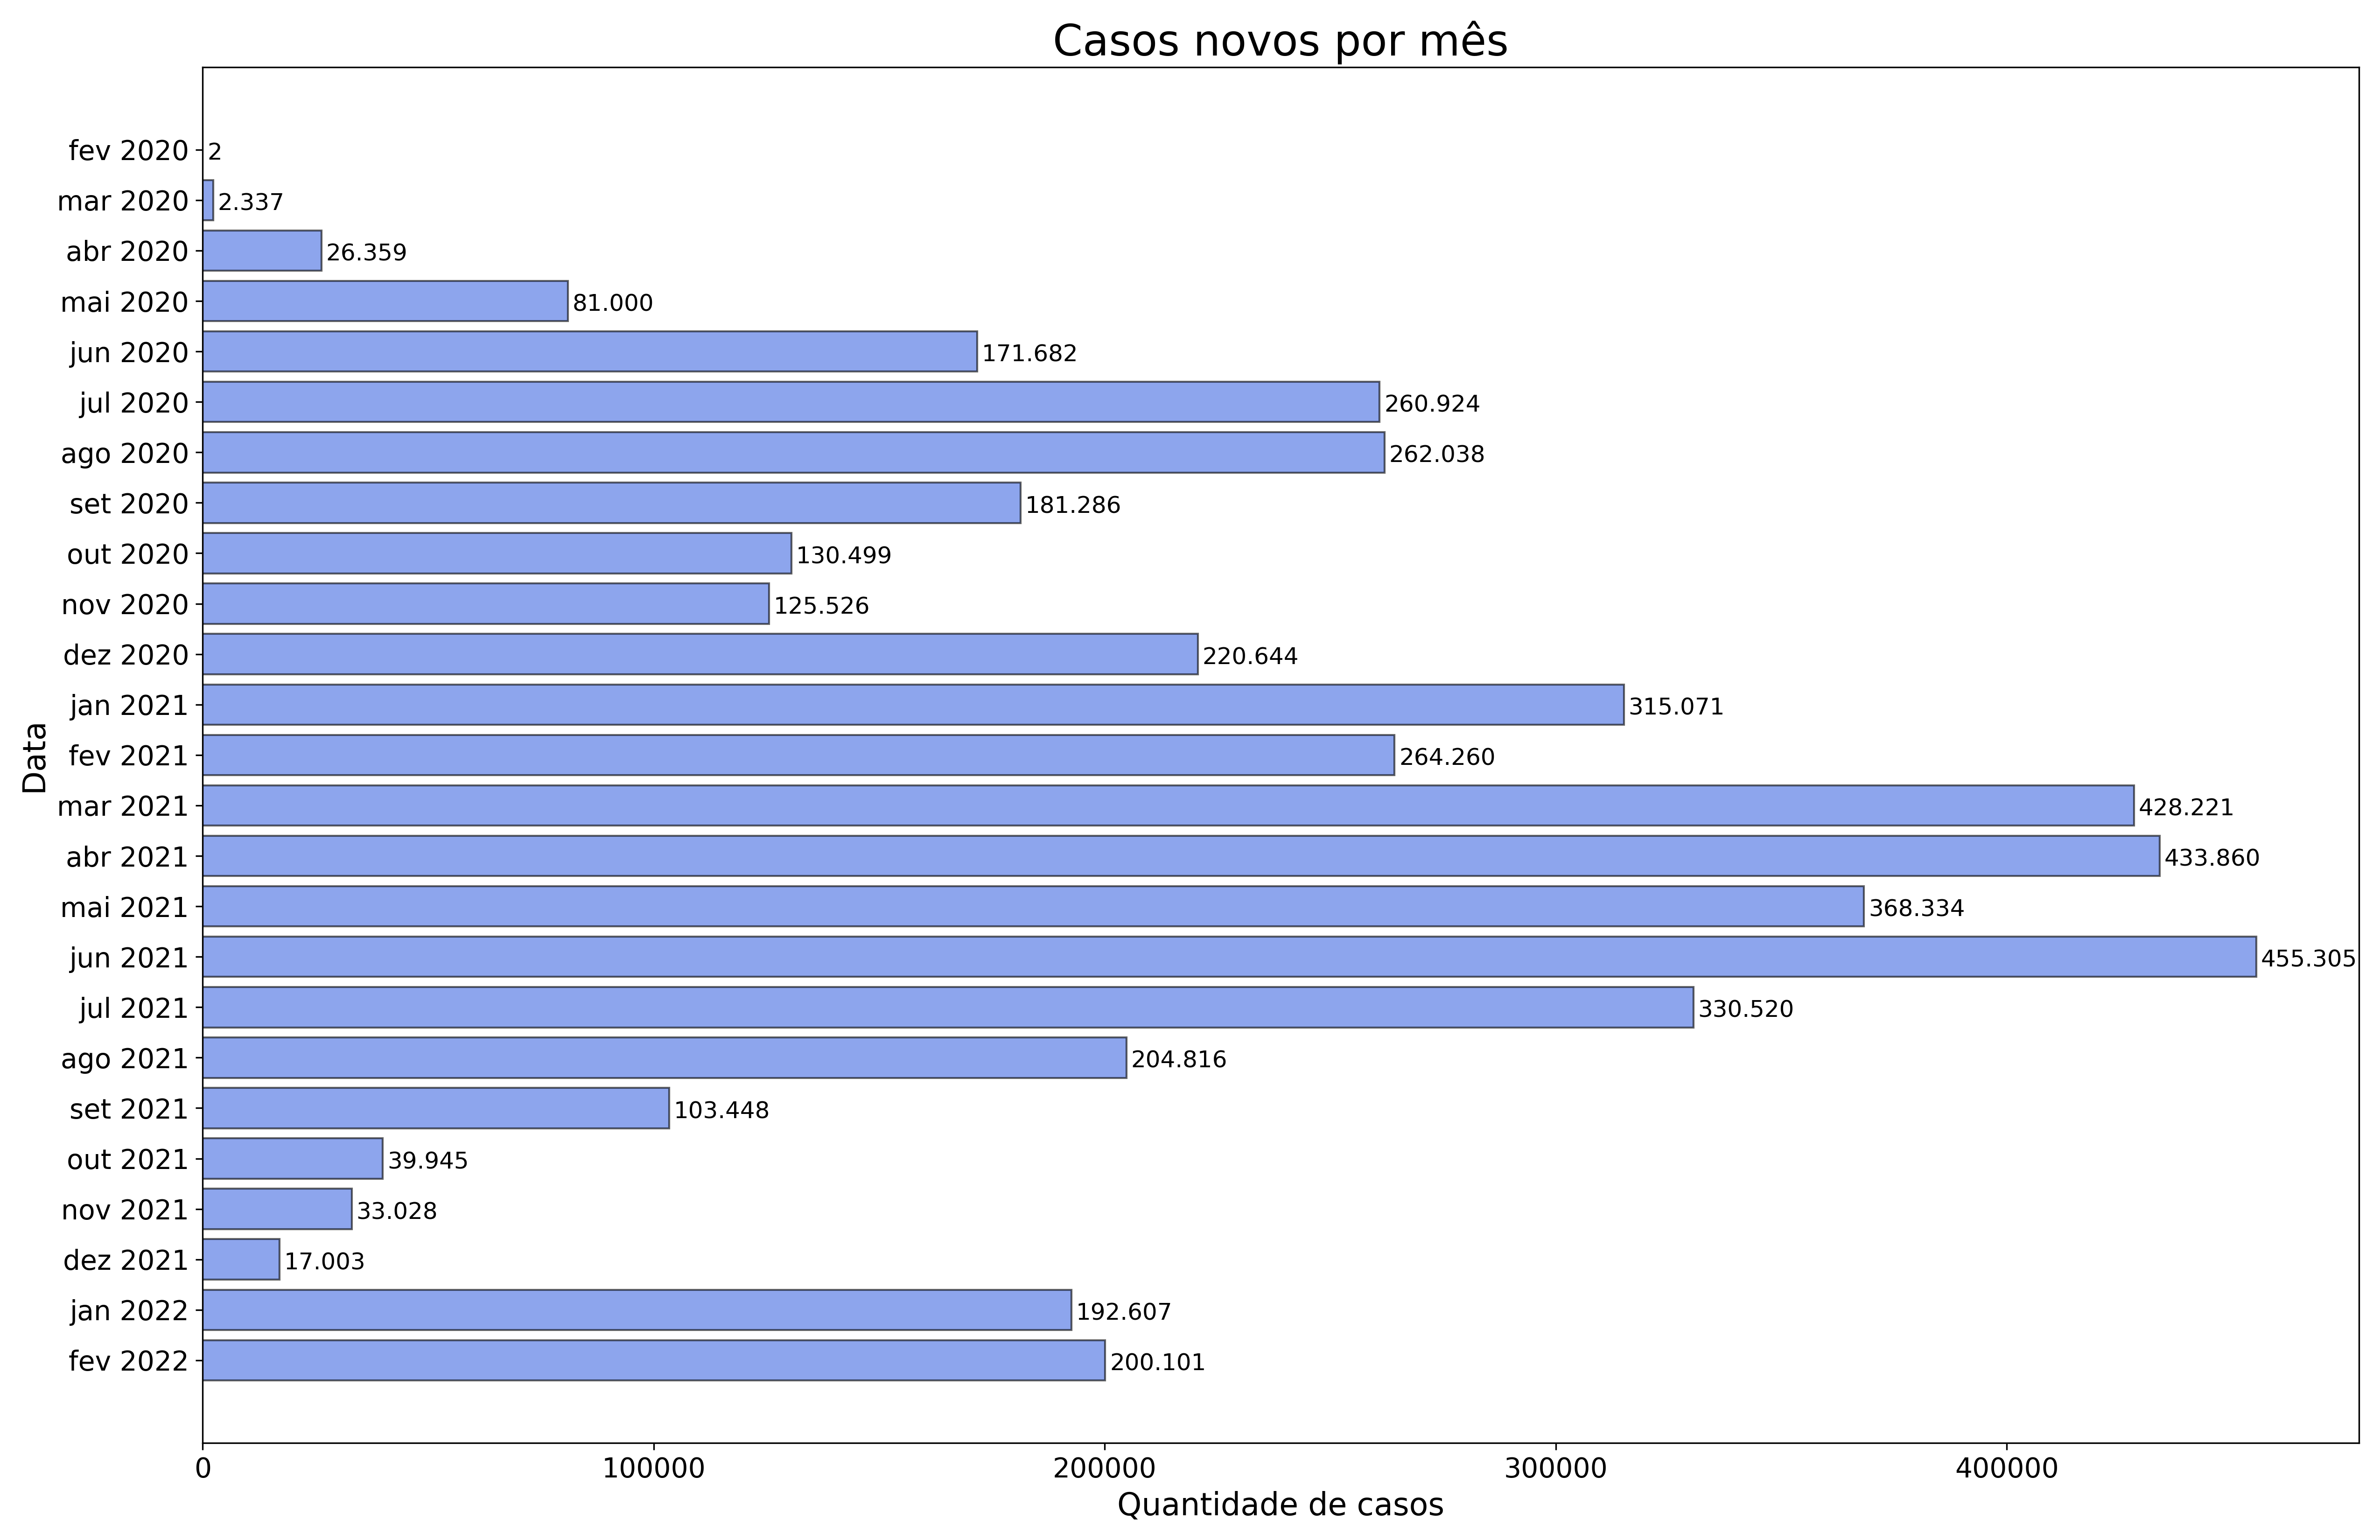 Casos novos por mês
fev 2020 2
mar 2020 2.337
abr 2020 26.359
mai 2020 81.000
jun 2020 171.682
jul 2020 260.924
ago 2020 262.038
set 2020 181.286
out 2020 130.499
nov 2020 125.526
dez 2020 220.644
jan 2021 315.071
fev 2021 264.260
mar 2021 428.221
abr 2021 433.860
mai 2021 368.334
jun 2021 455.305
jul 2021 330.520
ago 2021 204.816
set 2021 103.448
out 2021 39.945
nov 2021 33.028
dez 2021 17.003
jan 2022 192.607
fev 2022 200.101
Data
0 100000 200000 300000 400000
Quantidade de casos